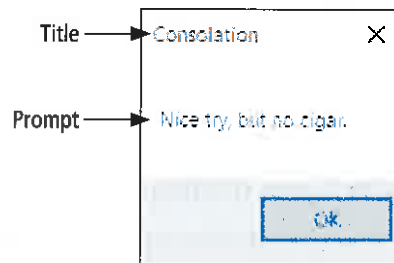 Title
Consolation
Prompt
Nice try, but no cigar.
OK